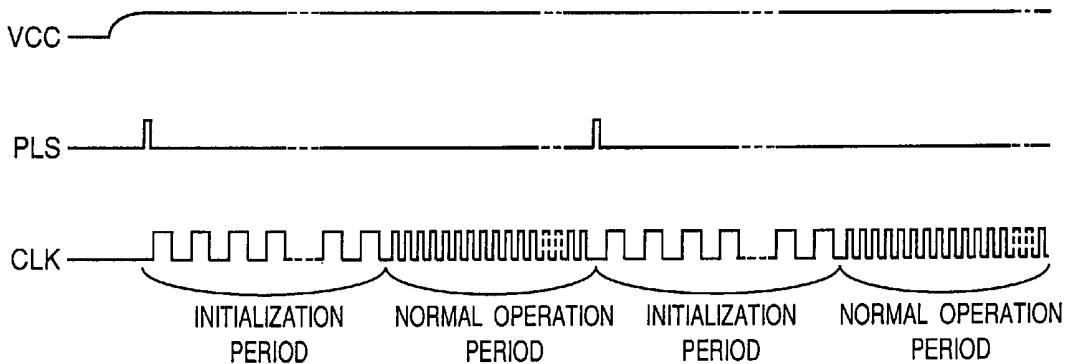 VCC
PLS
CLK
INITIALIZATION PERIOD
NORMAL OPERATION PERIOD
INITIALIZATION PERIOD
NORMAL OPERATION PERIOD